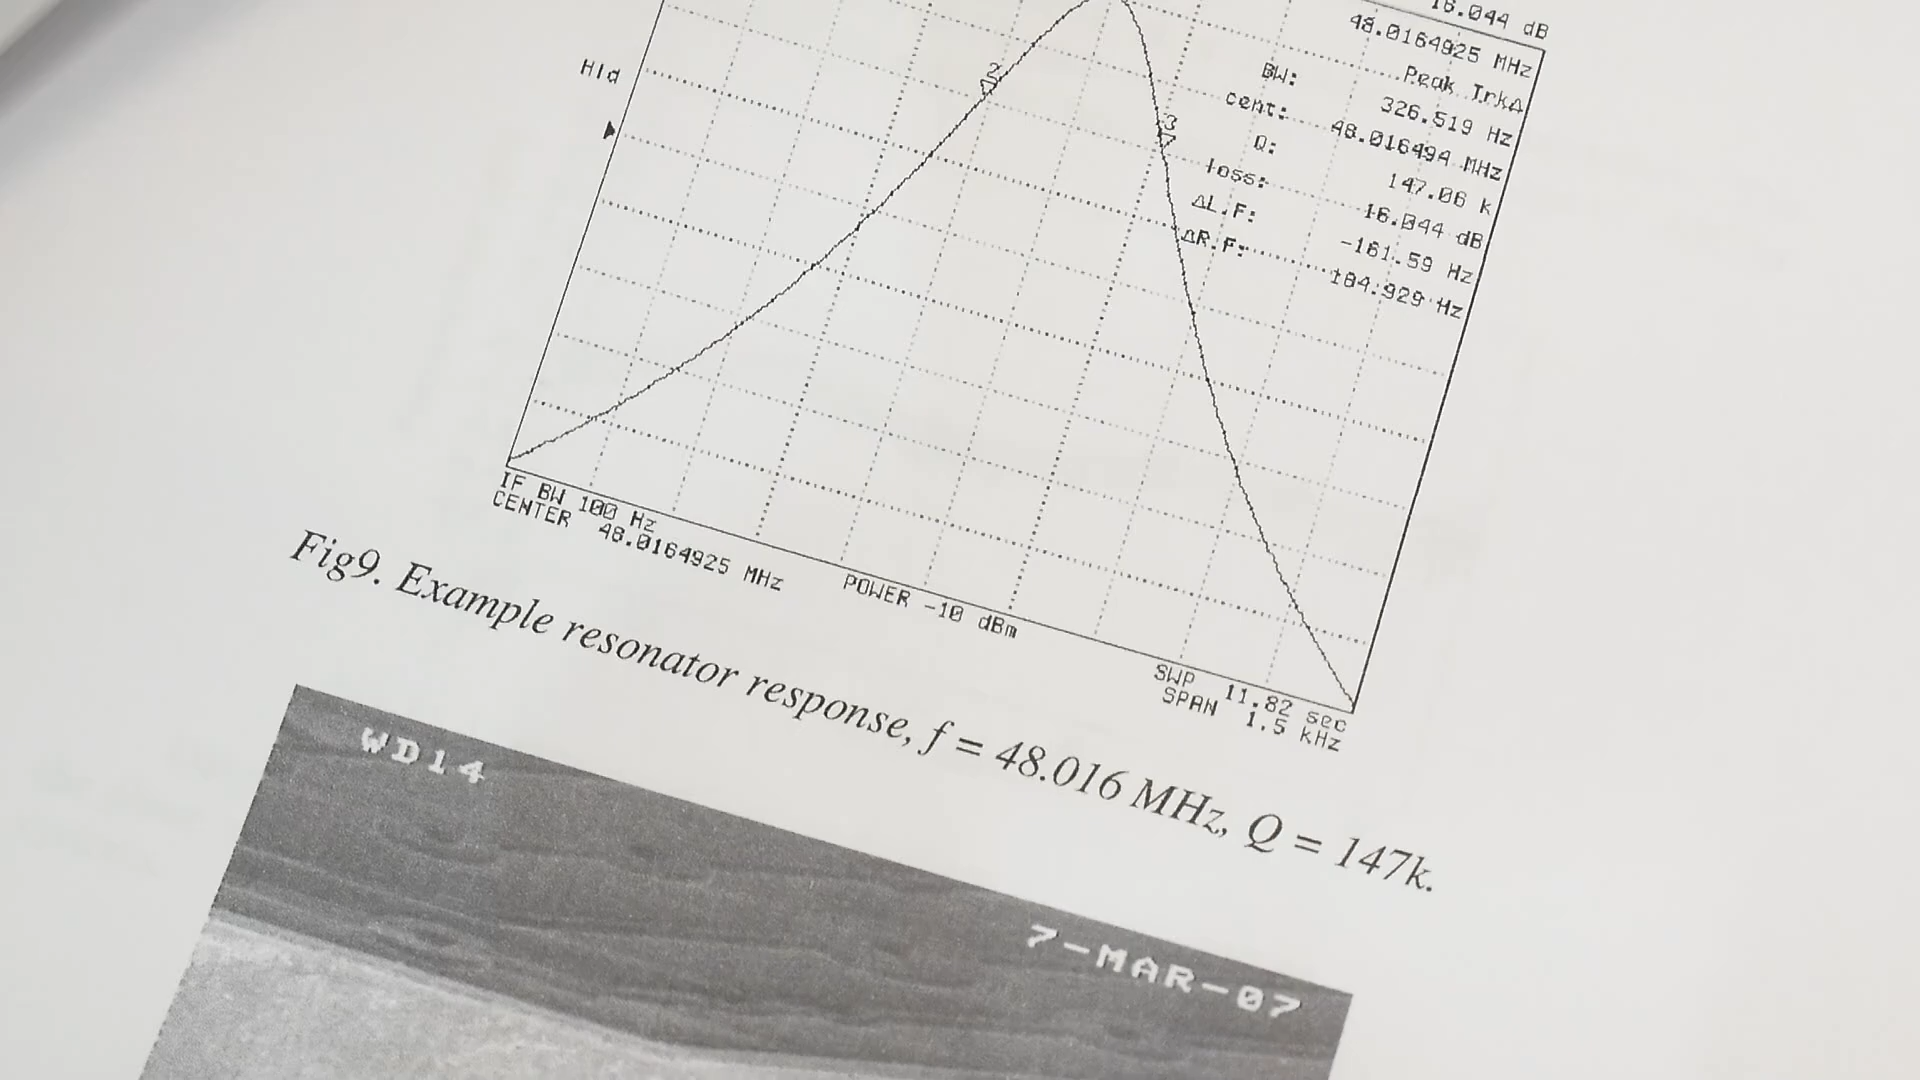 16.044 dB
48.0164925 MHz
Peak TrkA
BW: 326.519 Hz
cent: 48.016494 MHz
Q: 147.06 k
loss: 16.044 dB
ΔL.F: -161.59 Hz
ΔR.F: 184.929 Hz
Hld
2
3
IF BW 100 Hz POWER -10 dBm SWP 11.82 sec
CENTER 48.0164925 MHz SPAN 1.5 kHz
Fig9. Example resonator response, f = 48.016 MHz, Q = 147k.
WD14
7-MAR-07